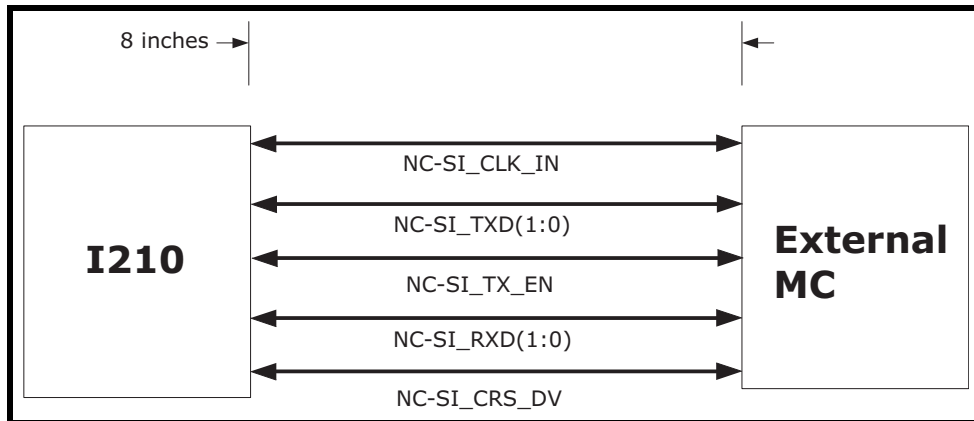 8 inches
NC-SI_CLK_IN
NC-SI_TXD(1:0)
I210
External
MC
NC-SI_TX_EN
NC-SI_RXD(1:0)
NC-SI_CRS_DV